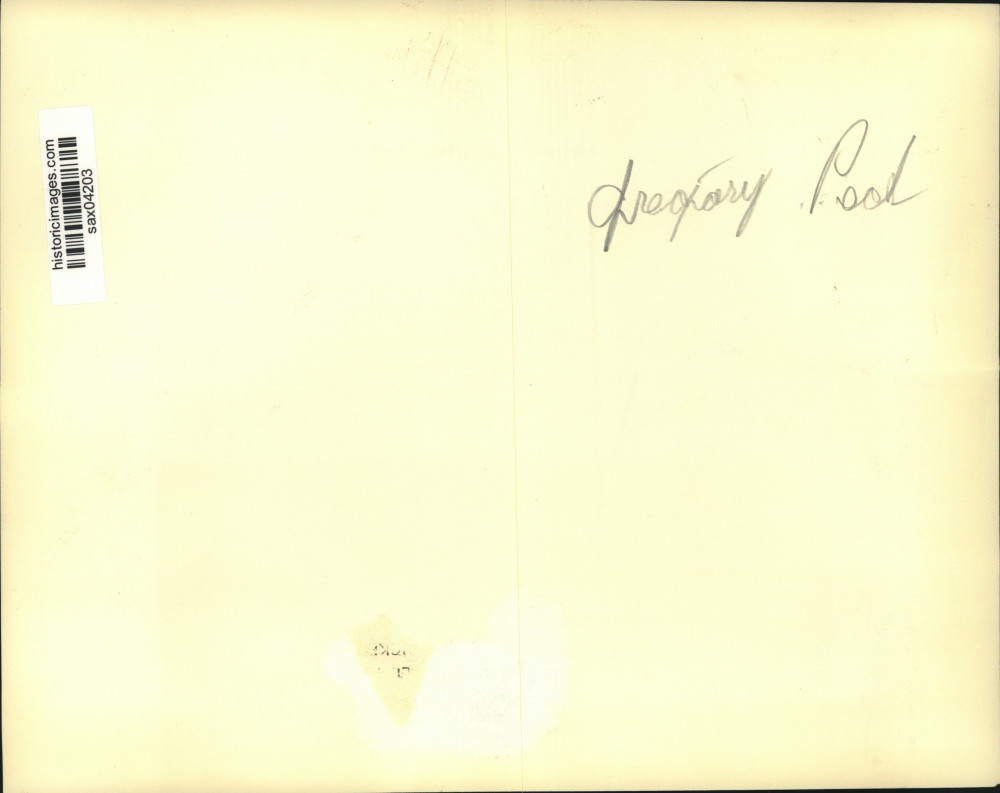 historicimages.com
sax04203
Gregory Peck